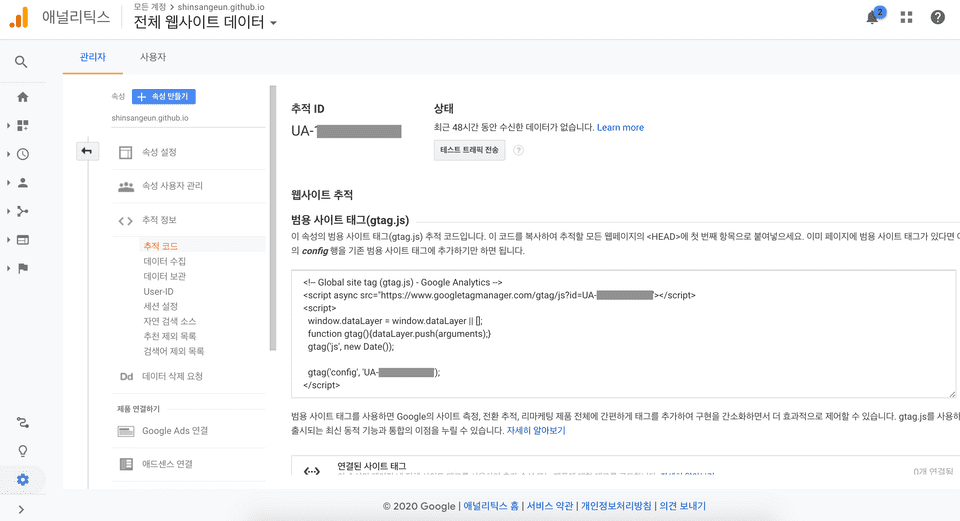 애널리틱스
모든 계정 > shinsangeun.github.io
전체 웹사이트 데이터
2
관리자
사용자
속성
+ 속성 만들기
shinsangeun.github.io
속성 설정
속성 사용자 관리
추적 정보
추적 코드
데이터 수집
데이터 보관
User-ID
세션 설정
자연 검색 소스
추천 제외 목록
검색어 제외 목록
Dd 데이터 삭제 요청
제품 연결하기
Google Ads 연결
애드센스 연결
추적 ID
UA-
상태
최근 48시간 동안 수신한 데이터가 없습니다. Learn more
테스트 트래픽 전송
?
웹사이트 추적
범용 사이트 태그(gtag.js)
이 속성의 범용 사이트 태그(gtag.js) 추적 코드입니다. 이 코드를 복사하여 추적할 모든 웹페이지의 <HEAD>에 첫 번째 항목으로 붙여넣으세요. 이미 페이지에 범용 사이트 태그가 있다면
의 config 행을 기존 범용 사이트 태그에 추가하기만 하면 됩니다.
<!-- Global site tag (gtag.js) - Google Analytics -->
<script async src="https://www.googletagmanager.com/gtag/js?id=UA-"></script>
<script>
window.dataLayer = window.dataLayer || [];
function gtag(){dataLayer.push(arguments);}
gtag('js', new Date());
gtag('config', 'UA-');
</script>
범용 사이트 태그를 사용하면 Google의 사이트 측정, 전환 추적, 리마케팅 제품 전체에 간편하게 태그를 추가하여 구현을 간소화하면서 더 효과적으로 제어할 수 있습니다. gtag.js를 사용하
출시되는 최신 동적 기능과 통합의 이점을 누릴 수 있습니다. 자세히 알아보기
연결된 사이트 태그
0개 연결됨
© 2020 Google | 애널리틱스 홈 | 서비스 약관 | 개인정보처리방침 | 의견 보내기